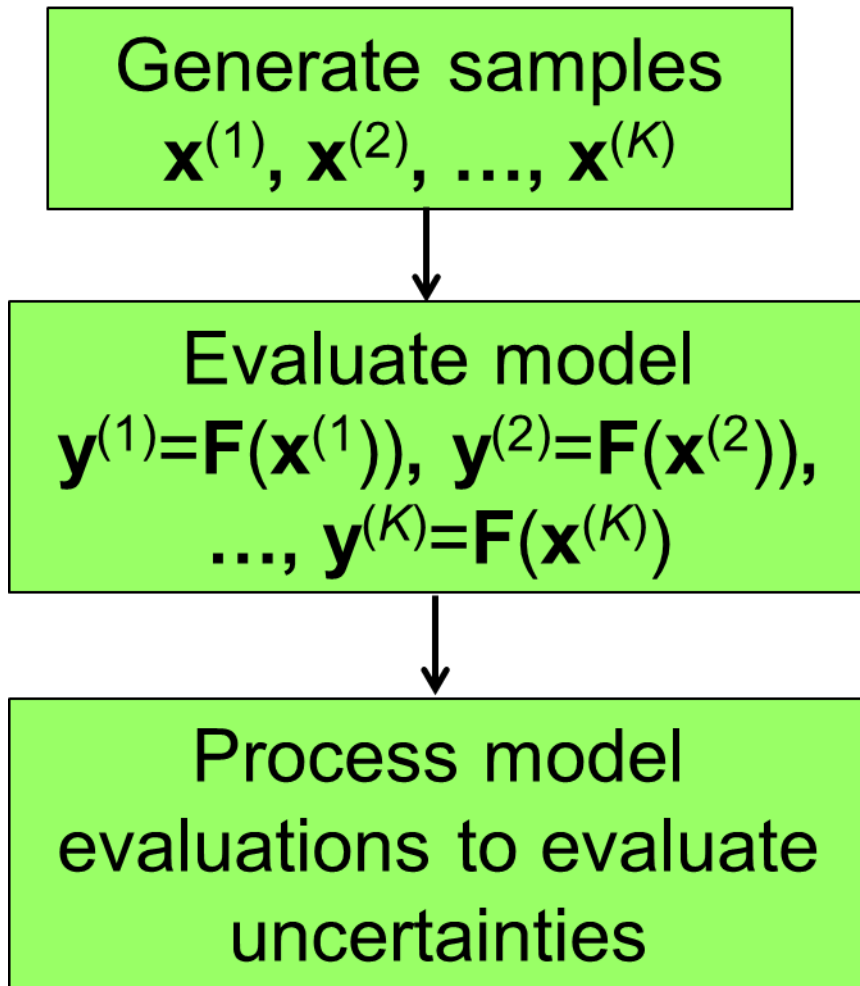 Generate samples
x⁽¹⁾, x⁽²⁾, …, x⁽ᴷ⁾
Evaluate model
y⁽¹⁾=F(x⁽¹⁾), y⁽²⁾=F(x⁽²⁾),
…, y⁽ᴷ⁾=F(x⁽ᴷ⁾)
Process model
evaluations to evaluate
uncertainties